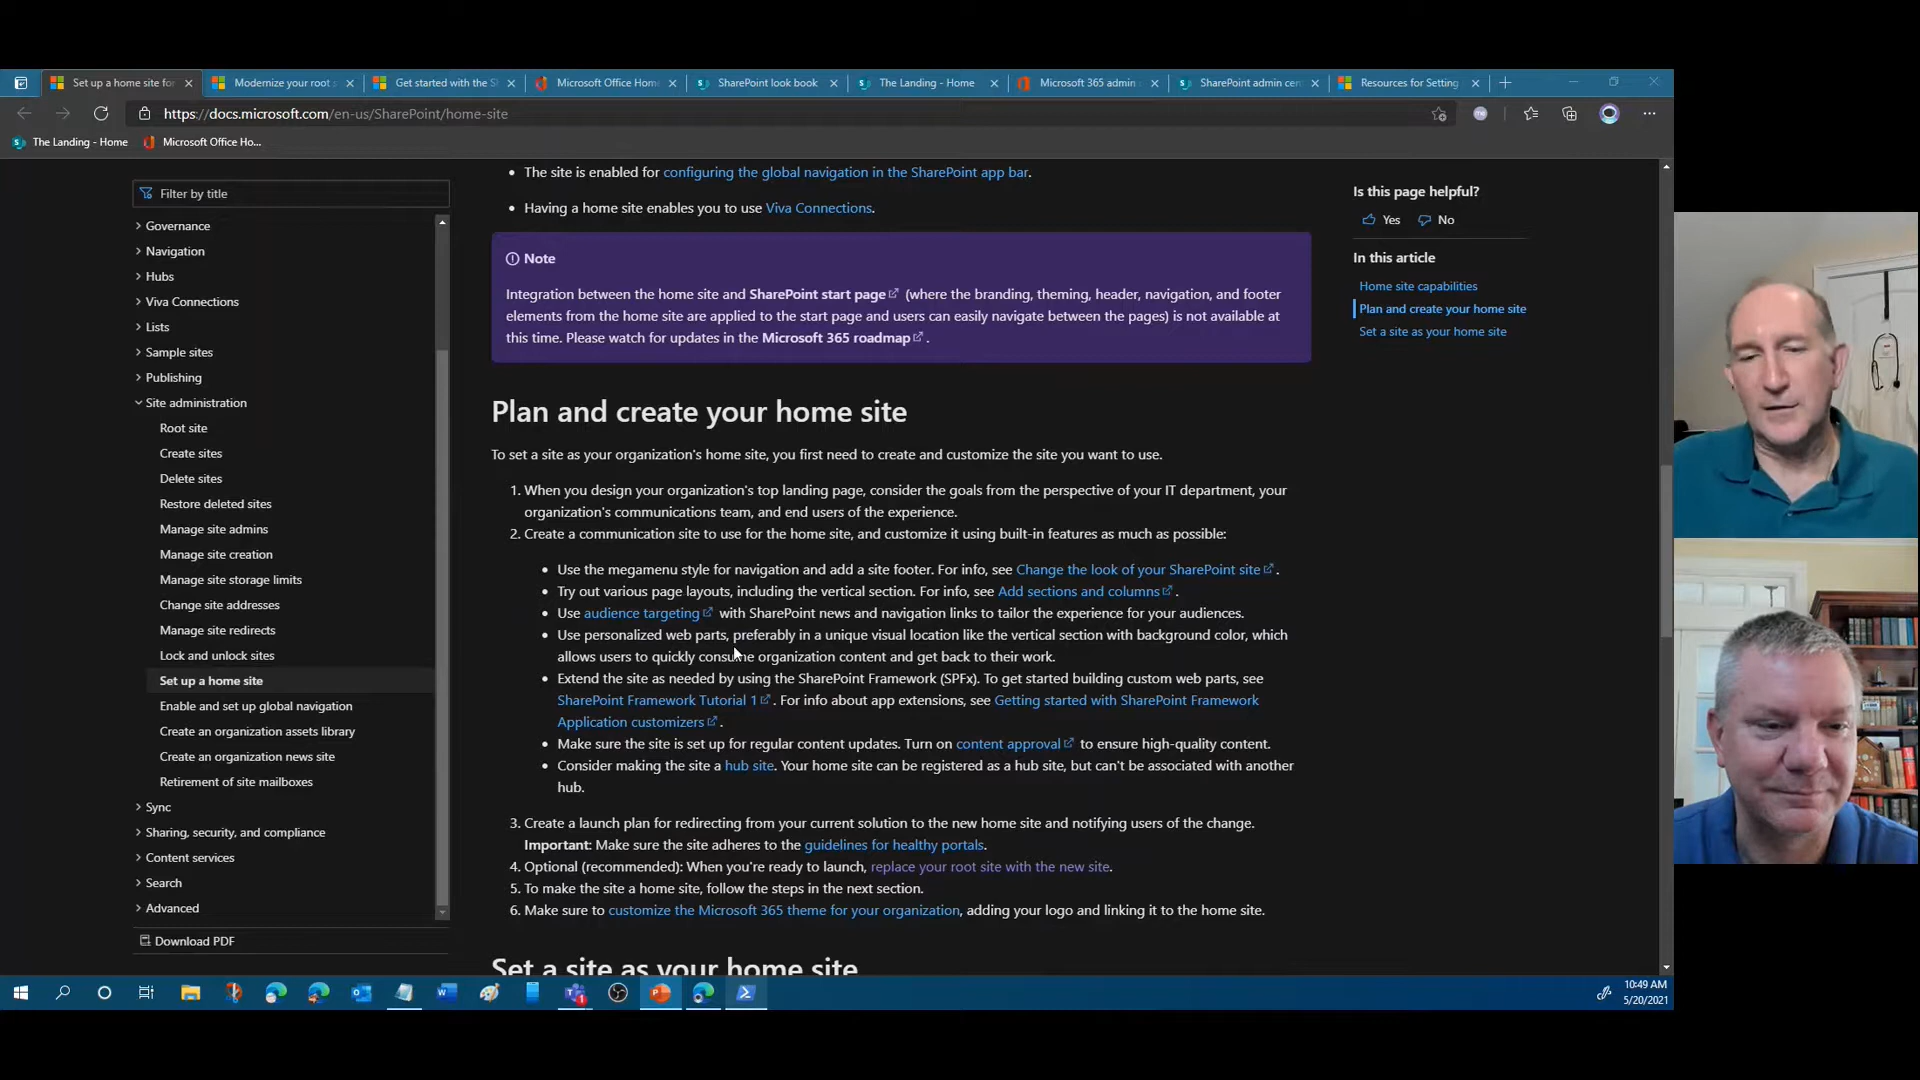 Set up a home site for
Modernize your root s
Get started with the S
Microsoft Office Home
SharePoint look book
The Landing - Home
Microsoft 365 admin
SharePoint admin cen
Resources for Setting
https://docs.microsoft.com/en-us/SharePoint/home-site
The Landing - Home
Microsoft Office Ho...
Filter by title
Governance
Navigation
Hubs
Viva Connections
Lists
Sample sites
Publishing
Site administration
Root site
Create sites
Delete sites
Restore deleted sites
Manage site admins
Manage site creation
Manage site storage limits
Change site addresses
Manage site redirects
Lock and unlock sites
Set up a home site
Enable and set up global navigation
Create an organization assets library
Create an organization news site
Retirement of site mailboxes
Sync
Sharing, security, and compliance
Content services
Search
Advanced
Download PDF
• The site is enabled for configuring the global navigation in the SharePoint app bar.
• Having a home site enables you to use Viva Connections.
Note
Integration between the home site and SharePoint start page (where the branding, theming, header, navigation, and footer
elements from the home site are applied to the start page and users can easily navigate between the pages) is not available at
this time. Please watch for updates in the Microsoft 365 roadmap.
Plan and create your home site
To set a site as your organization's home site, you first need to create and customize the site you want to use.
1. When you design your organization's top landing page, consider the goals from the perspective of your IT department, your
organization's communications team, and end users of the experience.
2. Create a communication site to use for the home site, and customize it using built-in features as much as possible:
• Use the megamenu style for navigation and add a site footer. For info, see Change the look of your SharePoint site.
• Try out various page layouts, including the vertical section. For info, see Add sections and columns.
• Use audience targeting with SharePoint news and navigation links to tailor the experience for your audiences.
• Use personalized web parts, preferably in a unique visual location like the vertical section with background color, which
allows users to quickly consume organization content and get back to their work.
• Extend the site as needed by using the SharePoint Framework (SPFx). To get started building custom web parts, see
SharePoint Framework Tutorial 1. For info about app extensions, see Getting started with SharePoint Framework
Application customizers.
• Make sure the site is set up for regular content updates. Turn on content approval to ensure high-quality content.
• Consider making the site a hub site. Your home site can be registered as a hub site, but can't be associated with another
hub.
3. Create a launch plan for redirecting from your current solution to the new home site and notifying users of the change.
Important: Make sure the site adheres to the guidelines for healthy portals.
4. Optional (recommended): When you're ready to launch, replace your root site with the new site.
5. To make the site a home site, follow the steps in the next section.
6. Make sure to customize the Microsoft 365 theme for your organization, adding your logo and linking it to the home site.
Set a site as your home site
Is this page helpful?
Yes No
In this article
Home site capabilities
Plan and create your home site
Set a site as your home site
10:49 AM
5/20/2021